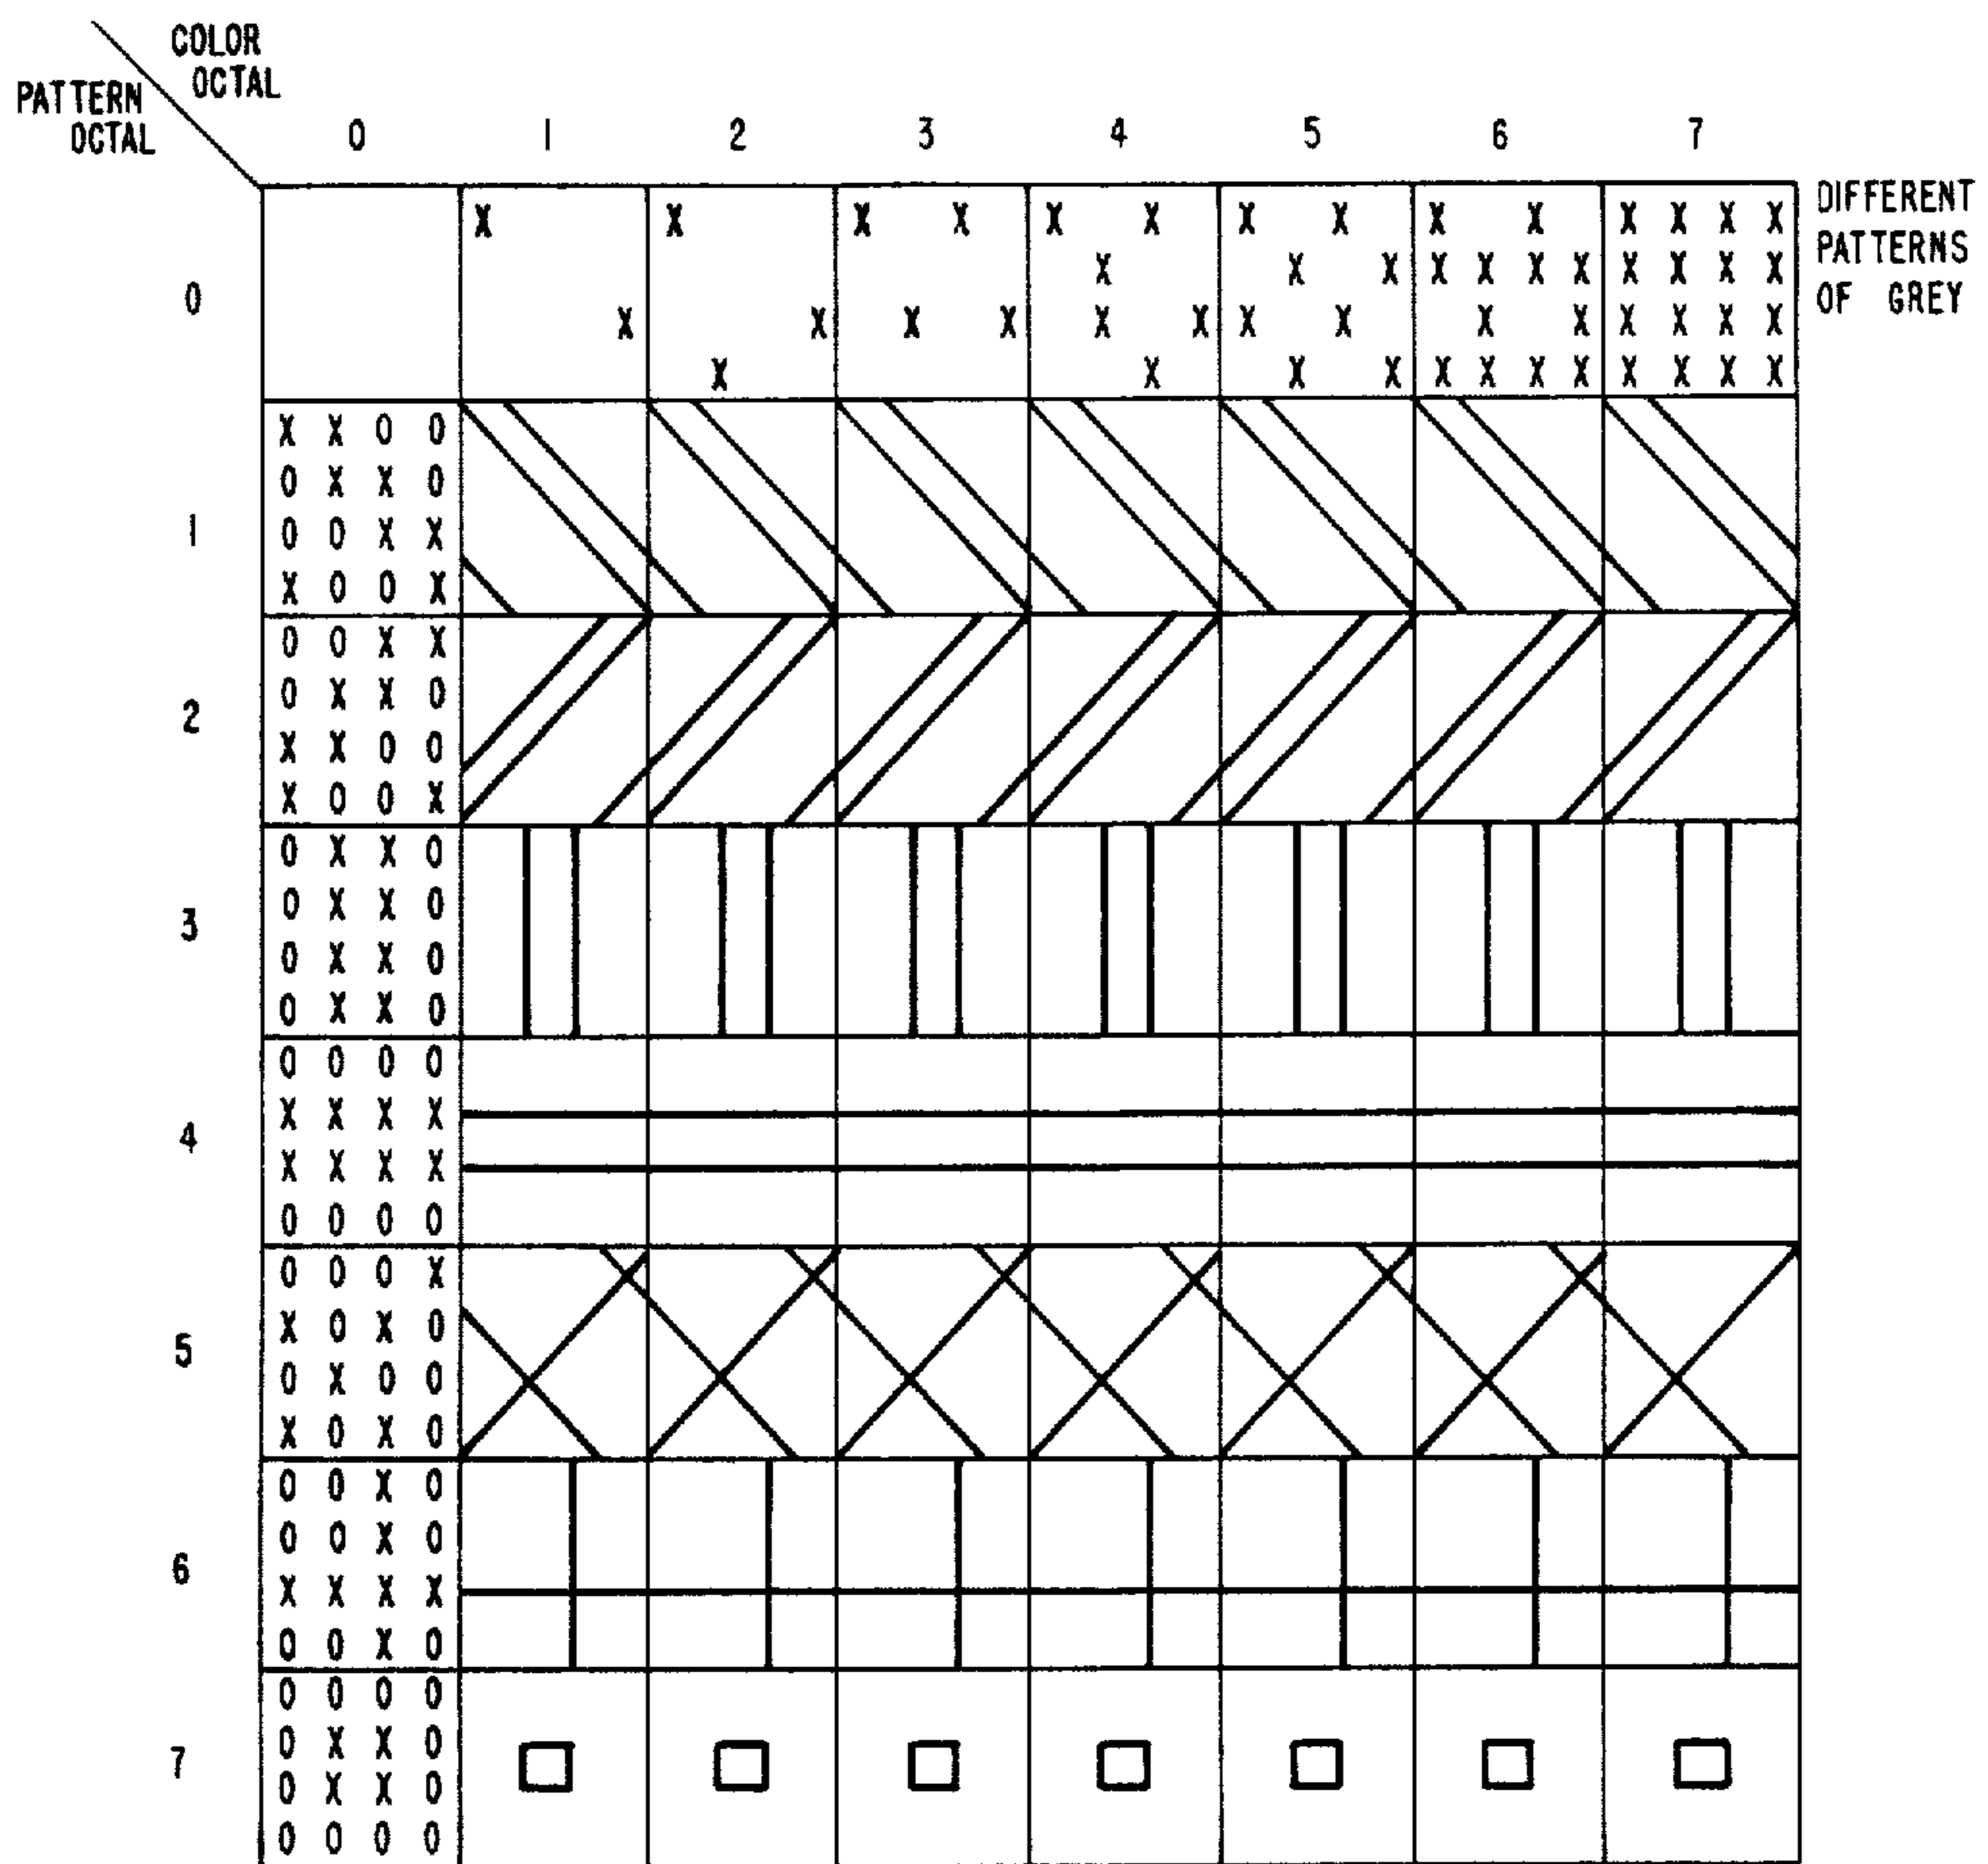 COLOR
OCTAL
PATTERN
OCTAL
0 1 2 3 4 5 6 7
X X X X X X X X X X X X X X
X X X X X X X X X X X
X X X X X X X X X X X X X X
X X X X X X X X X X X X
DIFFERENT
PATTERNS
OF GREY
0
X X 0 0
0 X X 0
0 0 X X
X 0 0 X
1
0 0 X X
0 X X 0
X X 0 0
X 0 0 X
2
0 X X 0
0 X X 0
0 X X 0
0 X X 0
3
0 0 0 0
X X X X
X X X X
0 0 0 0
4
0 0 0 X
X 0 X 0
0 X 0 0
X 0 X 0
5
0 0 X 0
0 0 X 0
X X X X
0 0 X 0
6
0 0 0 0
0 X X 0
0 X X 0
0 0 0 0
7